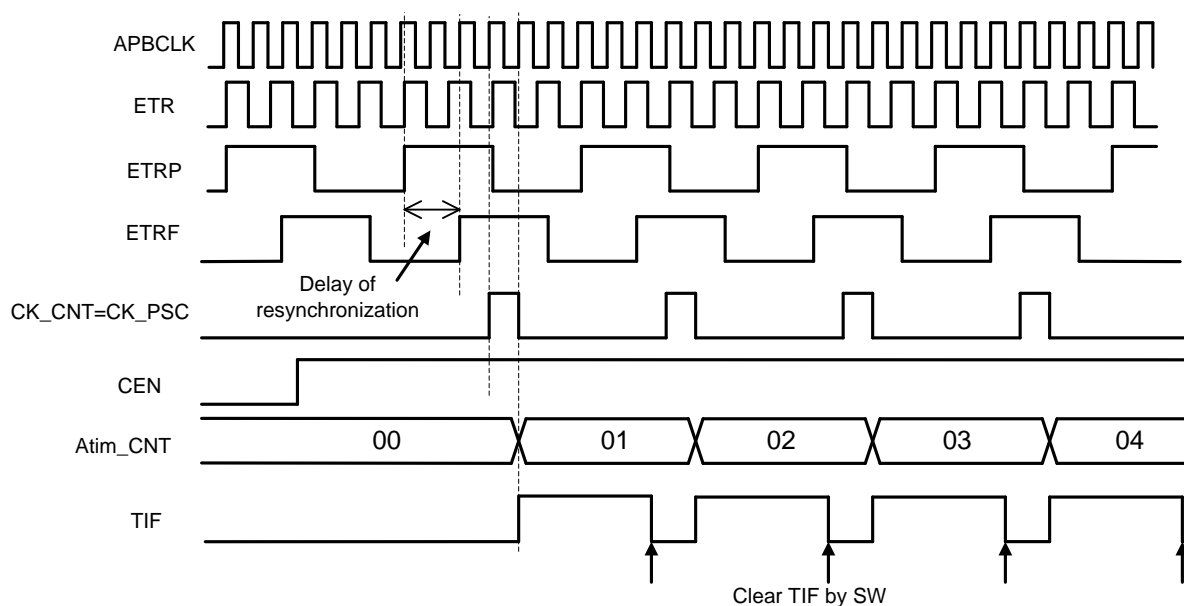 APBCLK
ETR
ETRP
ETRF
Delay of
resynchronization
CK_CNT=CK_PSC
CEN
Atim_CNT
00
01
02
03
04
TIF
Clear TIF by SW